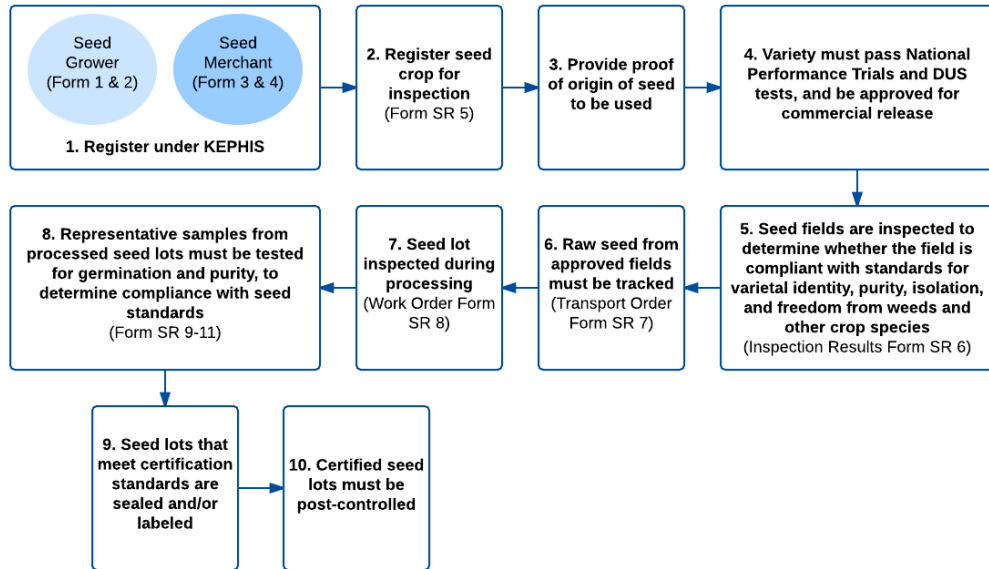 Seed
Grower
(Form 1 & 2)
Seed
Merchant
(Form 3 & 4)
1. Register under KEPHIS
2. Register seed
crop for
inspection
(Form SR 5)
3. Provide proof
of origin of seed
to be used
4. Variety must pass National
Performance Trials and DUS
tests, and be approved for
commercial release
5. Seed fields are inspected to
determine whether the field is
compliant with standards for
varietal identity, purity, isolation,
and freedom from weeds and
other crop species
(Inspection Results Form SR 6)
6. Raw seed from
approved fields
must be tracked
(Transport Order
Form SR 7)
7. Seed lot
inspected during
processing
(Work Order Form
SR 8)
8. Representative samples from
processed seed lots must be tested
for germination and purity, to
determine compliance with seed
standards
(Form SR 9-11)
9. Seed lots that
meet certification
standards are
sealed and/or
labeled
10. Certified seed
lots must be
post-controlled